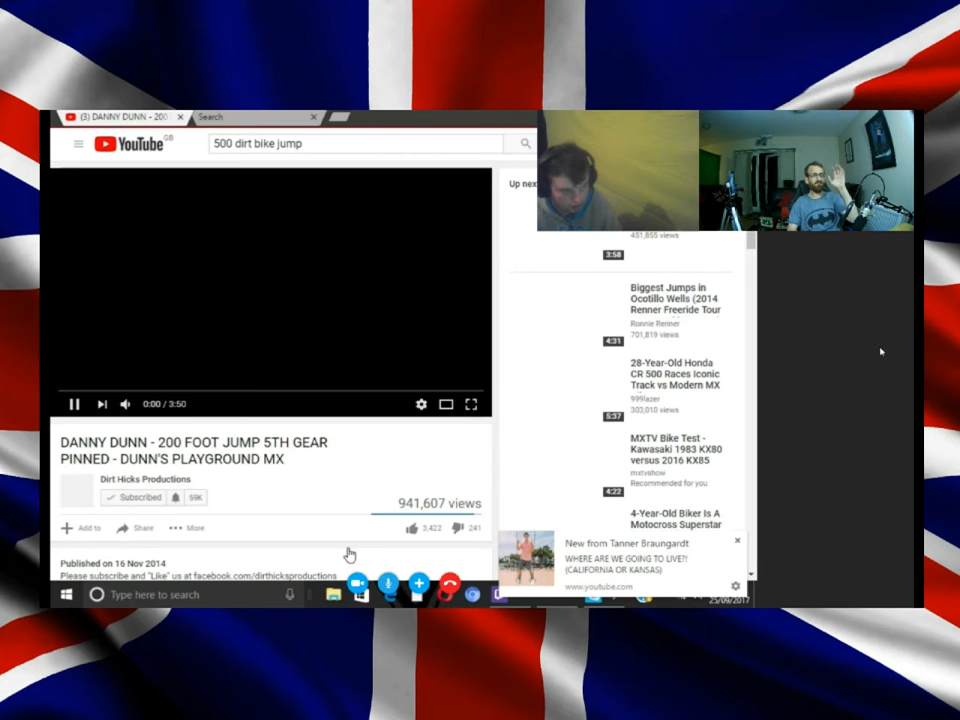 (3) DANNY DUNN - 200
Search
YouTube GB
500 dirt bike jump
Up nex
451,855 views
3:58
Biggest Jumps in
Ocotillo Wells (2014
Renner Freeride Tour
Ronnie Renner
701,819 views
4:31
28-Year-Old Honda
CR 500 Races Iconic
Track vs Modern MX
999lazer
303,010 views
5:37
MXTV Bike Test -
Kawasaki 1983 KX80
versus 2016 KX85
mxtvshow
Recommended for you
4:22
4-Year-Old Biker Is A
Motocross Superstar
0:00 / 3:50
DANNY DUNN - 200 FOOT JUMP 5TH GEAR
PINNED - DUNN'S PLAYGROUND MX
Dirt Hicks Productions
Subscribed 59K
941,607 views
Add to Share More 3,422 241
Published on 16 Nov 2014
Please subscribe and "Like" us at facebook.com/dirthicksproductions
New from Tanner Braungardt
WHERE ARE WE GOING TO LIVE?!
(CALIFORNIA OR KANSAS)
www.youtube.com
Type here to search
25/09/2017